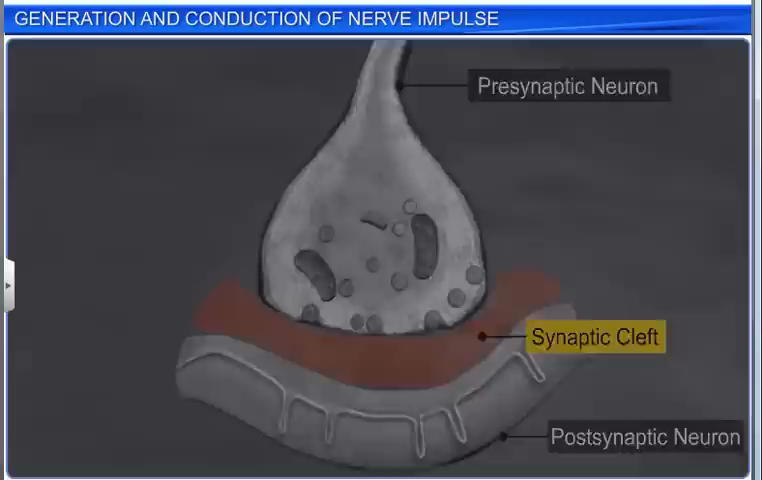 GENERATION AND CONDUCTION OF NERVE IMPULSE
Presynaptic Neuron
Synaptic Cleft
Postsynaptic Neuron